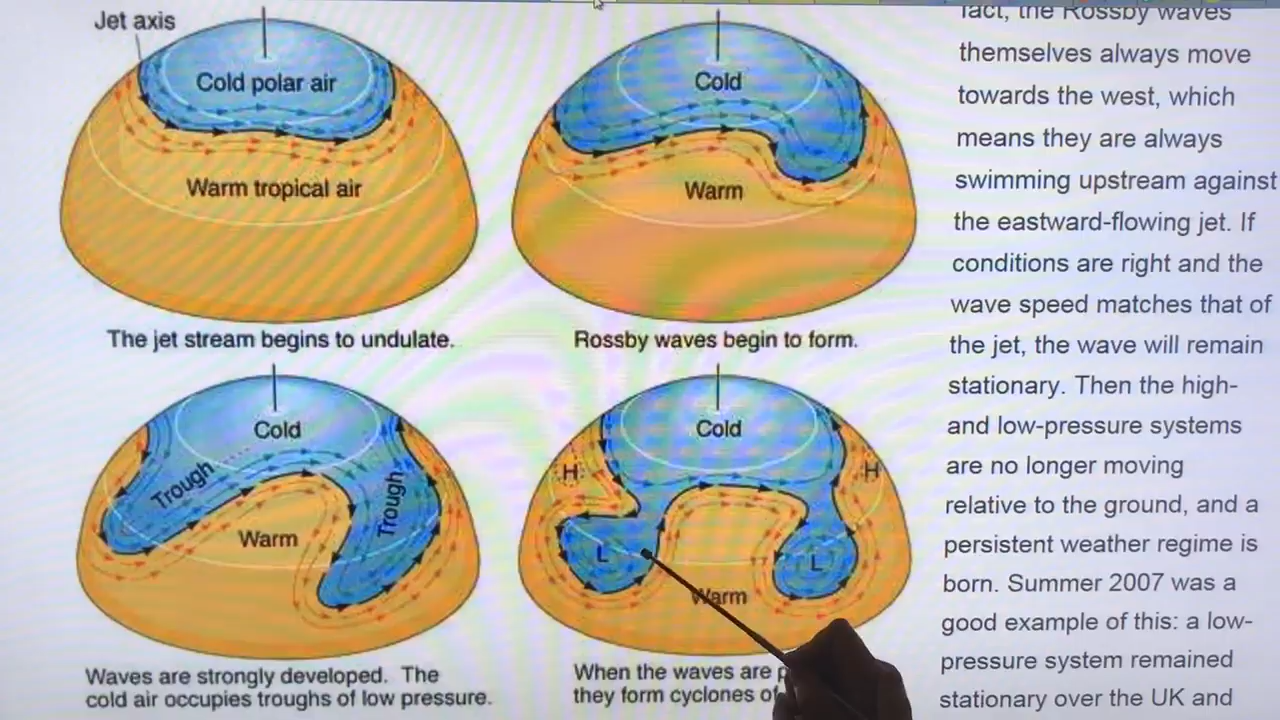 Jet axis
Cold polar air
Warm tropical air
The jet stream begins to undulate.
Cold
Warm
Rossby waves begin to form.
Cold
Trough
Trough
Warm
Waves are strongly developed. The
cold air occupies troughs of low pressure.
Cold
H
H
L
L
Warm
When the waves are
they form cyclones of
fact, the Rossby waves
themselves always move
towards the west, which
means they are always
swimming upstream against
the eastward-flowing jet. If
conditions are right and the
wave speed matches that of
the jet, the wave will remain
stationary. Then the high-
and low-pressure systems
are no longer moving
relative to the ground, and a
persistent weather regime is
born. Summer 2007 was a
good example of this: a low-
pressure system remained
stationary over the UK and